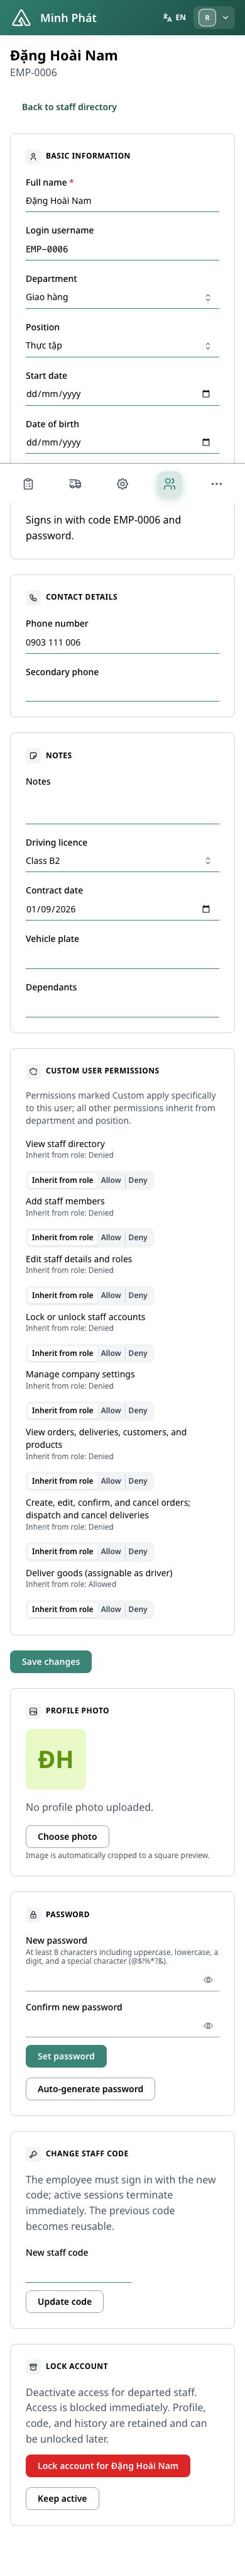 Minh Phát
EN
R
Đặng Hoài Nam
EMP-0006
Back to staff directory
BASIC INFORMATION
Full name *
Đặng Hoài Nam
Login username
EMP-0006
Department
Giao hàng
Position
Thực tập
Start date
dd/mm/yyyy
Date of birth
dd/mm/yyyy
Signs in with code EMP-0006 and
password.
CONTACT DETAILS
Phone number
0903 111 006
Secondary phone
NOTES
Notes
Driving licence
Class B2
Contract date
01/09/2026
Vehicle plate
Dependants
CUSTOM USER PERMISSIONS
Permissions marked Custom apply specifically
to this user; all other permissions inherit from
department and position.
View staff directory
Inherit from role: Denied
Inherit from role Allow Deny
Add staff members
Inherit from role: Denied
Inherit from role Allow Deny
Edit staff details and roles
Inherit from role: Denied
Inherit from role Allow Deny
Lock or unlock staff accounts
Inherit from role: Denied
Inherit from role Allow Deny
Manage company settings
Inherit from role: Denied
Inherit from role Allow Deny
View orders, deliveries, customers, and
products
Inherit from role: Denied
Inherit from role Allow Deny
Create, edit, confirm, and cancel orders;
dispatch and cancel deliveries
Inherit from role: Denied
Inherit from role Allow Deny
Deliver goods (assignable as driver)
Inherit from role: Allowed
Inherit from role Allow Deny
Save changes
PROFILE PHOTO
ĐH
No profile photo uploaded.
Choose photo
Image is automatically cropped to a square preview.
PASSWORD
New password
At least 8 characters including uppercase, lowercase, a
digit, and a special character (@$!%*?&).
Confirm new password
Set password
Auto-generate password
CHANGE STAFF CODE
The employee must sign in with the new
code; active sessions terminate
immediately. The previous code
becomes reusable.
New staff code
Update code
LOCK ACCOUNT
Deactivate access for departed staff.
Access is blocked immediately. Profile,
code, and history are retained and can
be unlocked later.
Lock account for Đặng Hoài Nam
Keep active